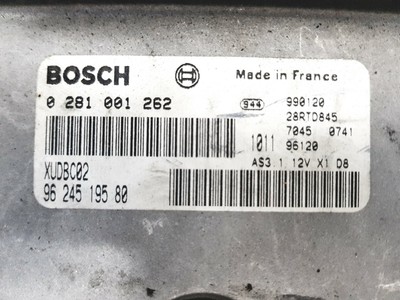 BOSCH Made in France
0 281 001 262 944 990120
28RTD845
7045 0741
1011 96120
XUDBC02 AS3 1 12V X1 D8
96 245 195 80